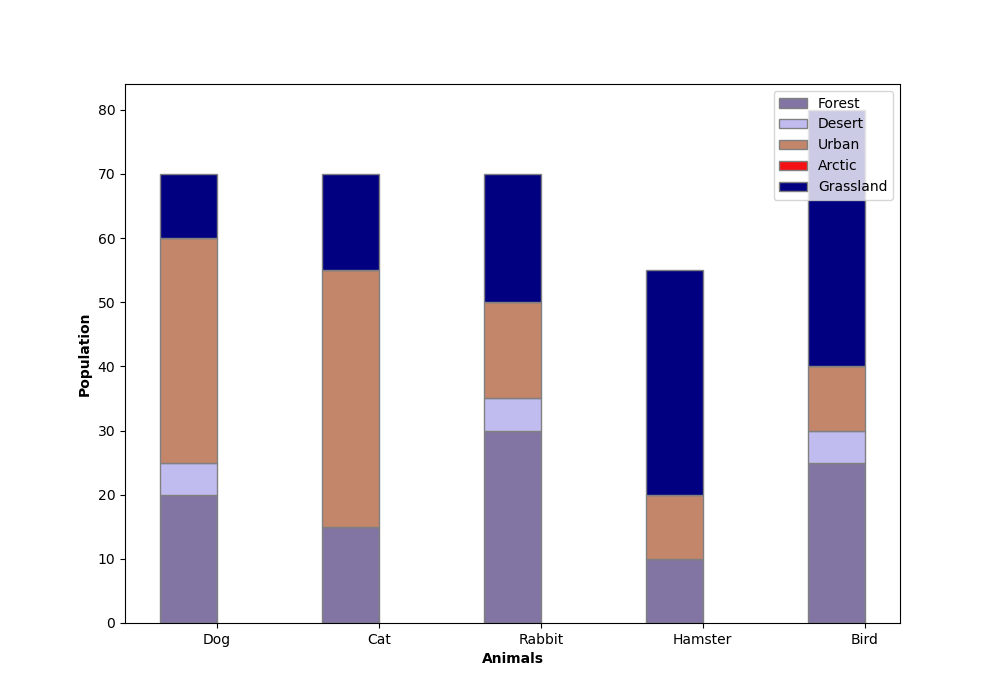 Forest
Desert
Urban
Arctic
Grassland
80
70
60
50
40
30
20
10
0
Population
Dog Cat Rabbit Hamster Bird
Animals